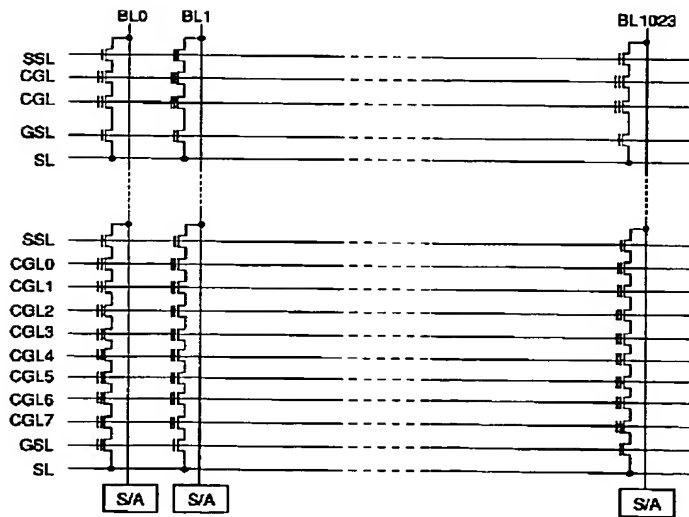 BL0 BL1 BL1023
SSL
CGL
CGL
GSL
SL
SSL
CGL0
CGL1
CGL2
CGL3
CGL4
CGL5
CGL6
CGL7
GSL
SL
S/A S/A S/A